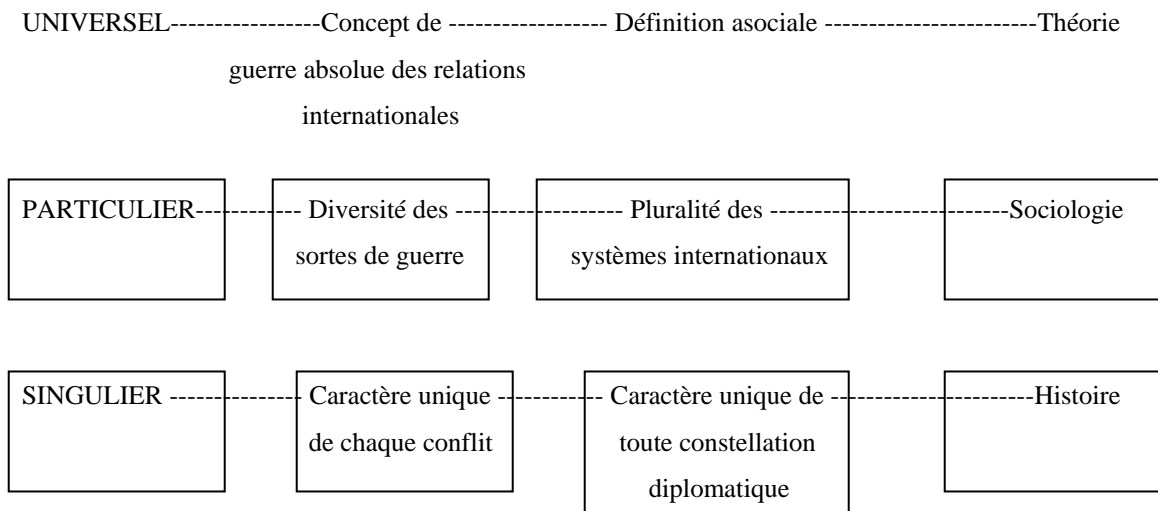 UNIVERSEL------------------Concept de ------------------- Définition asociale --------------------------Théorie
guerre absolue des relations
internationales
PARTICULIER------------- Diversité des -------------------- Pluralité des -----------------------------Sociologie
sortes de guerre systèmes internationaux
SINGULIER ---------------- Caractère unique --------------- Caractère unique de -------------------------Histoire
de chaque conflit toute constellation
diplomatique